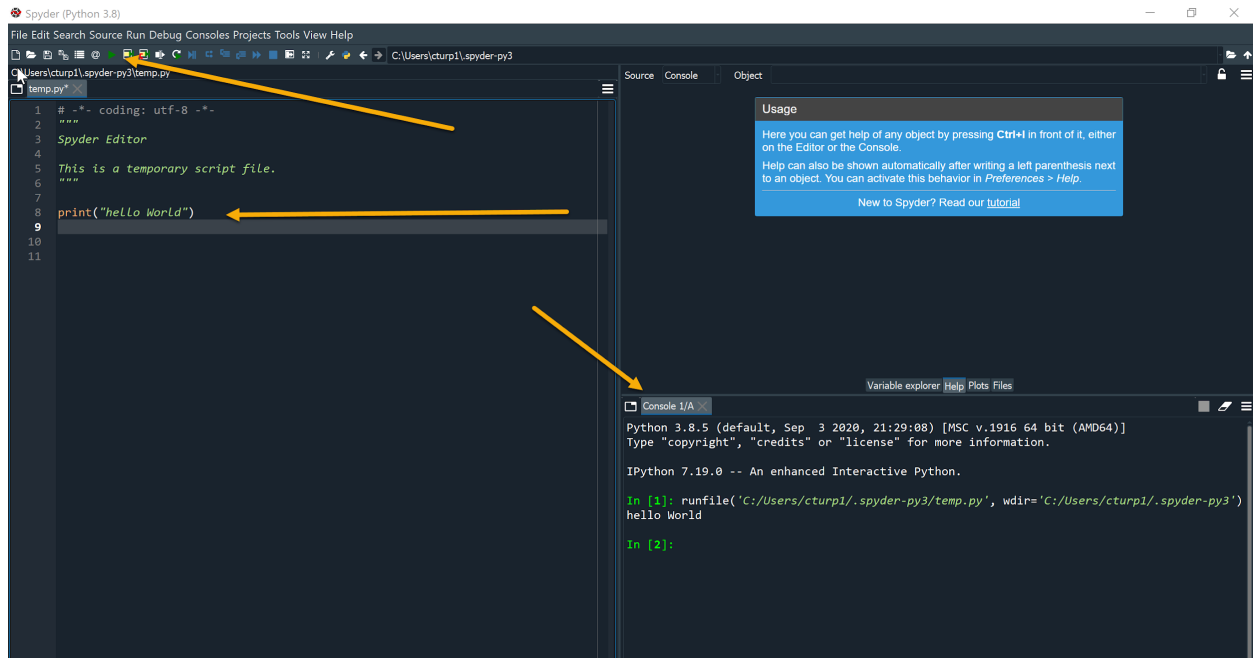 Spyder (Python 3.8)
File Edit Search Source Run Debug Consoles Projects Tools View Help
C:\Users\cturp1\.spyder-py3
C:\Users\cturp1\.spyder-py3\temp.py
temp.py*
1 # -*- coding: utf-8 -*-
2 """
3 Spyder Editor
4
5 This is a temporary script file.
6 """
7
8 print("hello World")
9
10
11
Source Console Object
Usage
Here you can get help of any object by pressing Ctrl+I in front of it, either
on the Editor or the Console.
Help can also be shown automatically after writing a left parenthesis next
to an object. You can activate this behavior in Preferences > Help.
New to Spyder? Read our tutorial
Variable explorer Help Plots Files
Console 1/A
Python 3.8.5 (default, Sep  3 2020, 21:29:08) [MSC v.1916 64 bit (AMD64)]
Type "copyright", "credits" or "license" for more information.
IPython 7.19.0 -- An enhanced Interactive Python.
In [1]: runfile('C:/Users/cturp1/.spyder-py3/temp.py', wdir='C:/Users/cturp1/.spyder-py3')
hello World
In [2]: